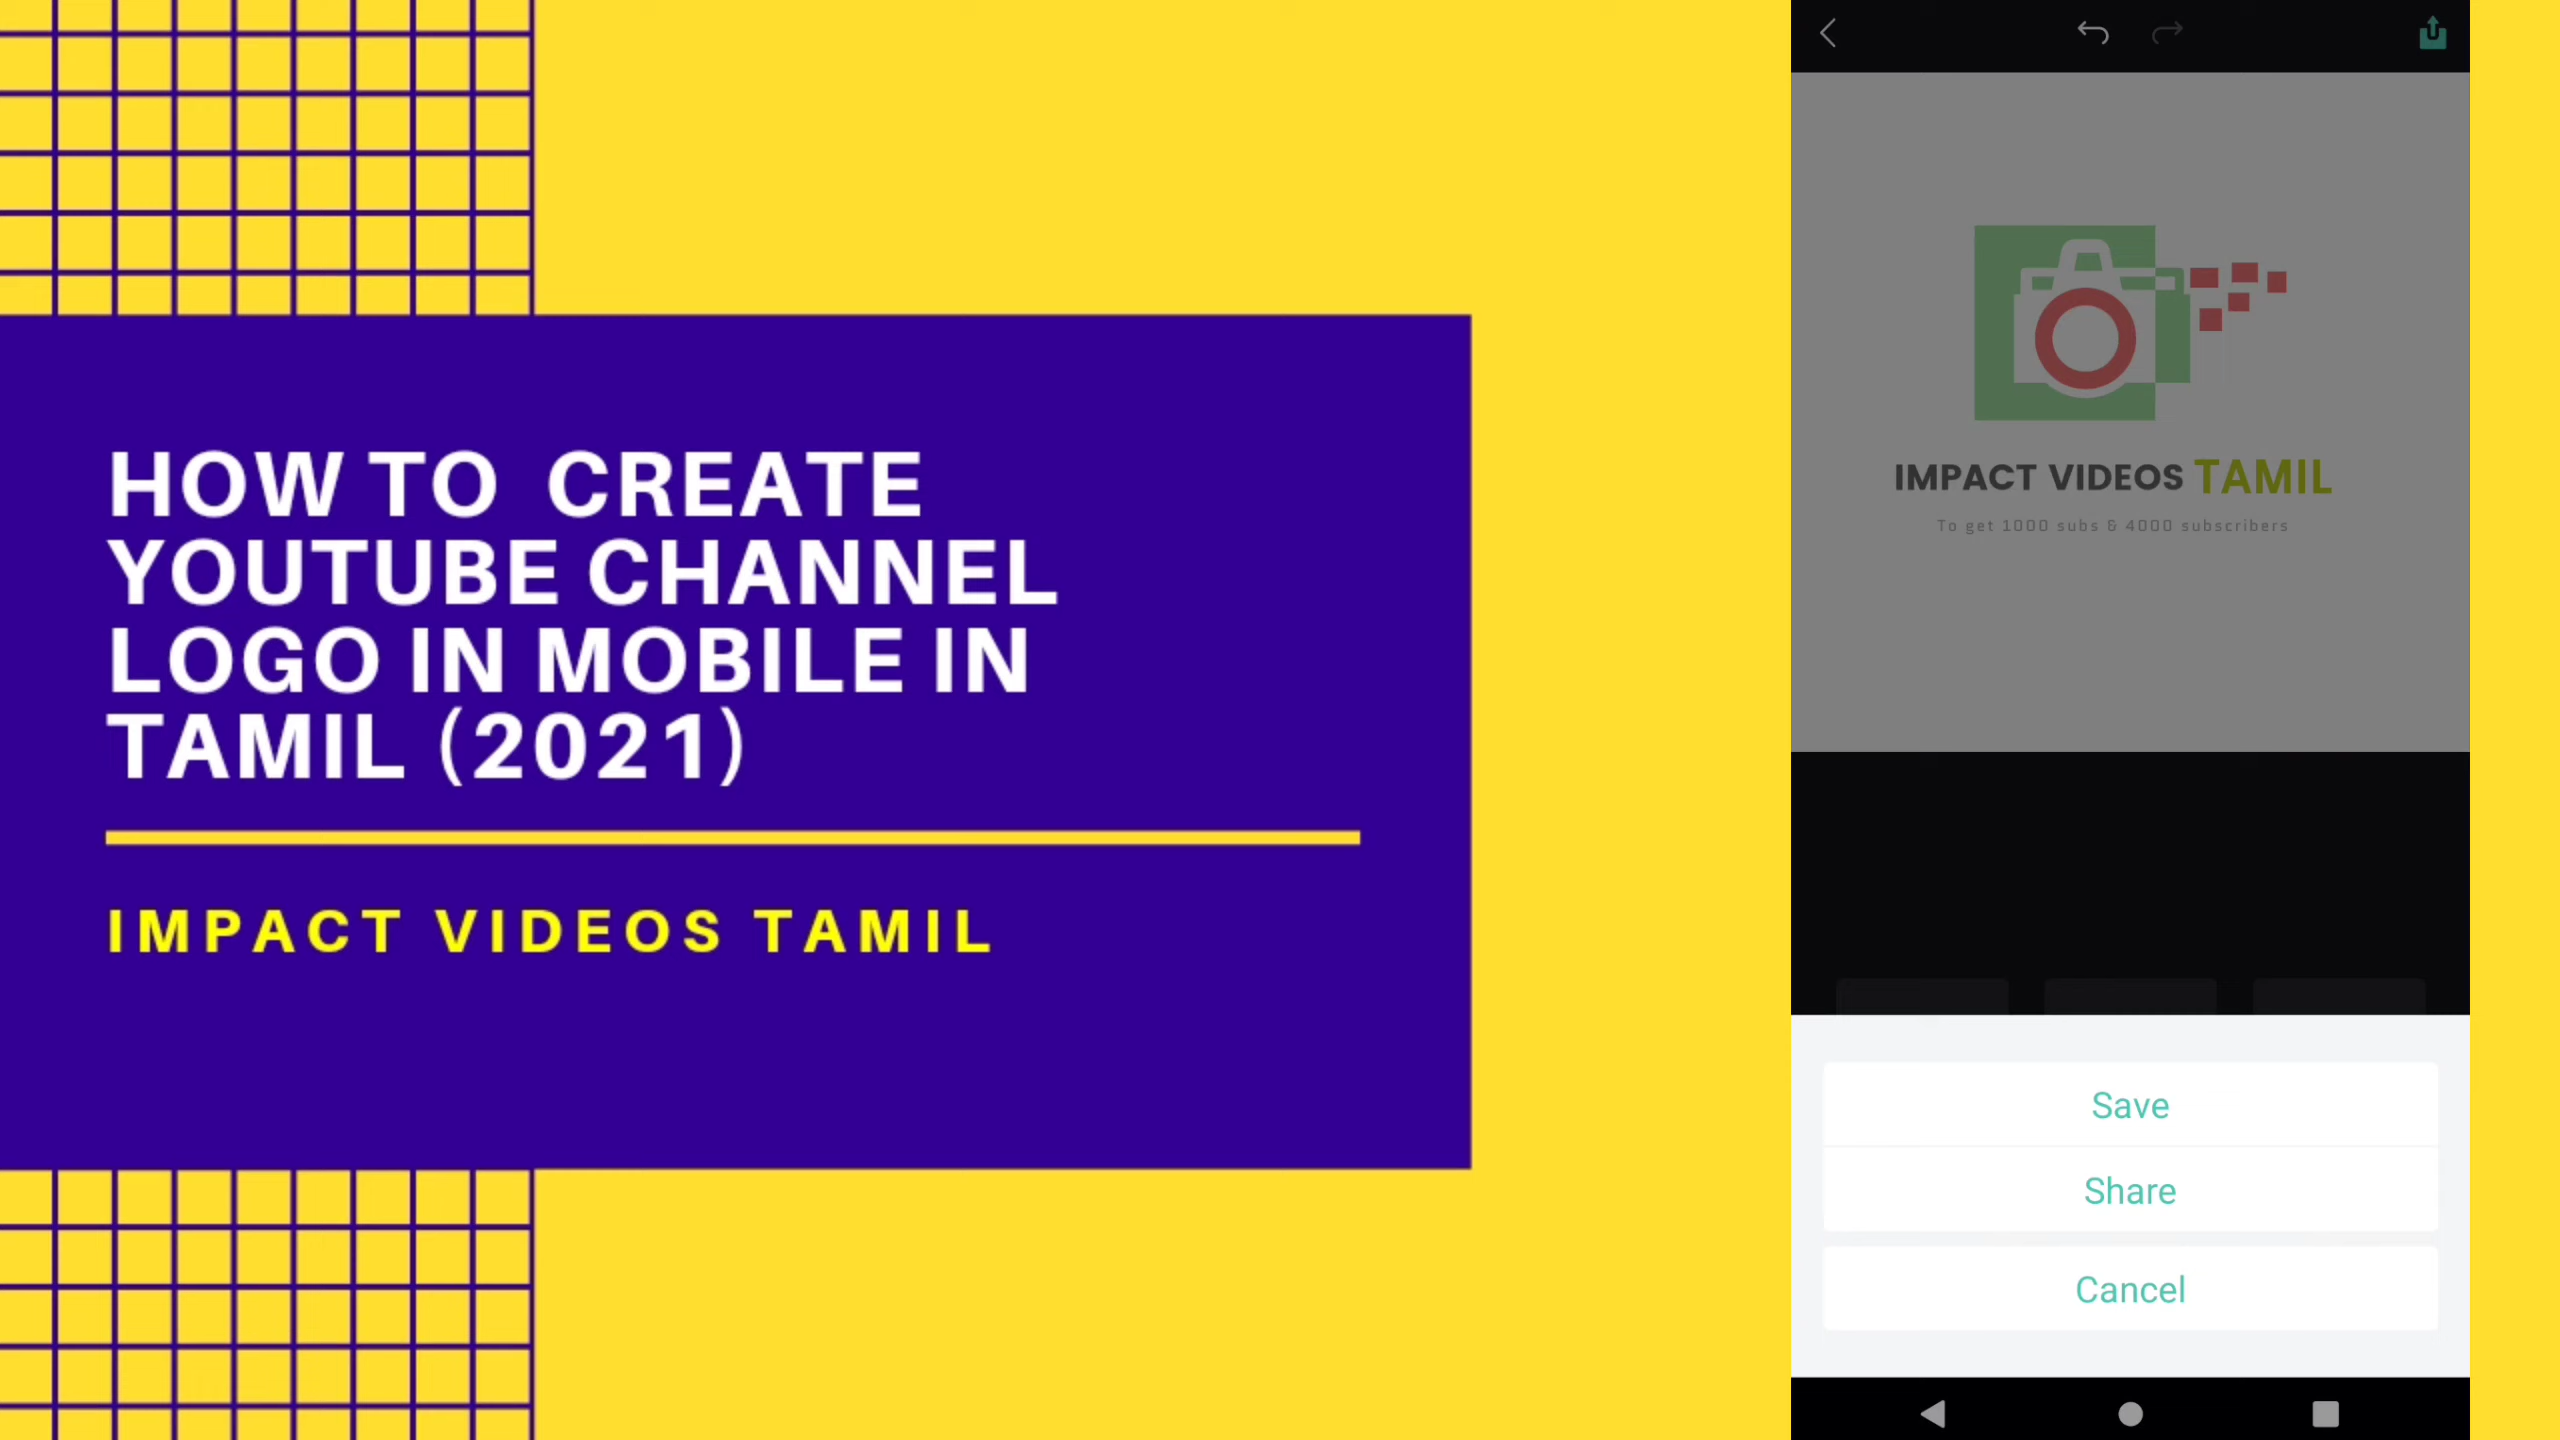 HOW TO CREATE
YOUTUBE CHANNEL
LOGO IN MOBILE IN
TAMIL (2021)
IMPACT VIDEOS TAMIL
IMPACT VIDEOS TAMIL
To get 1000 subs & 4000 subscribers
Save
Share
Cancel